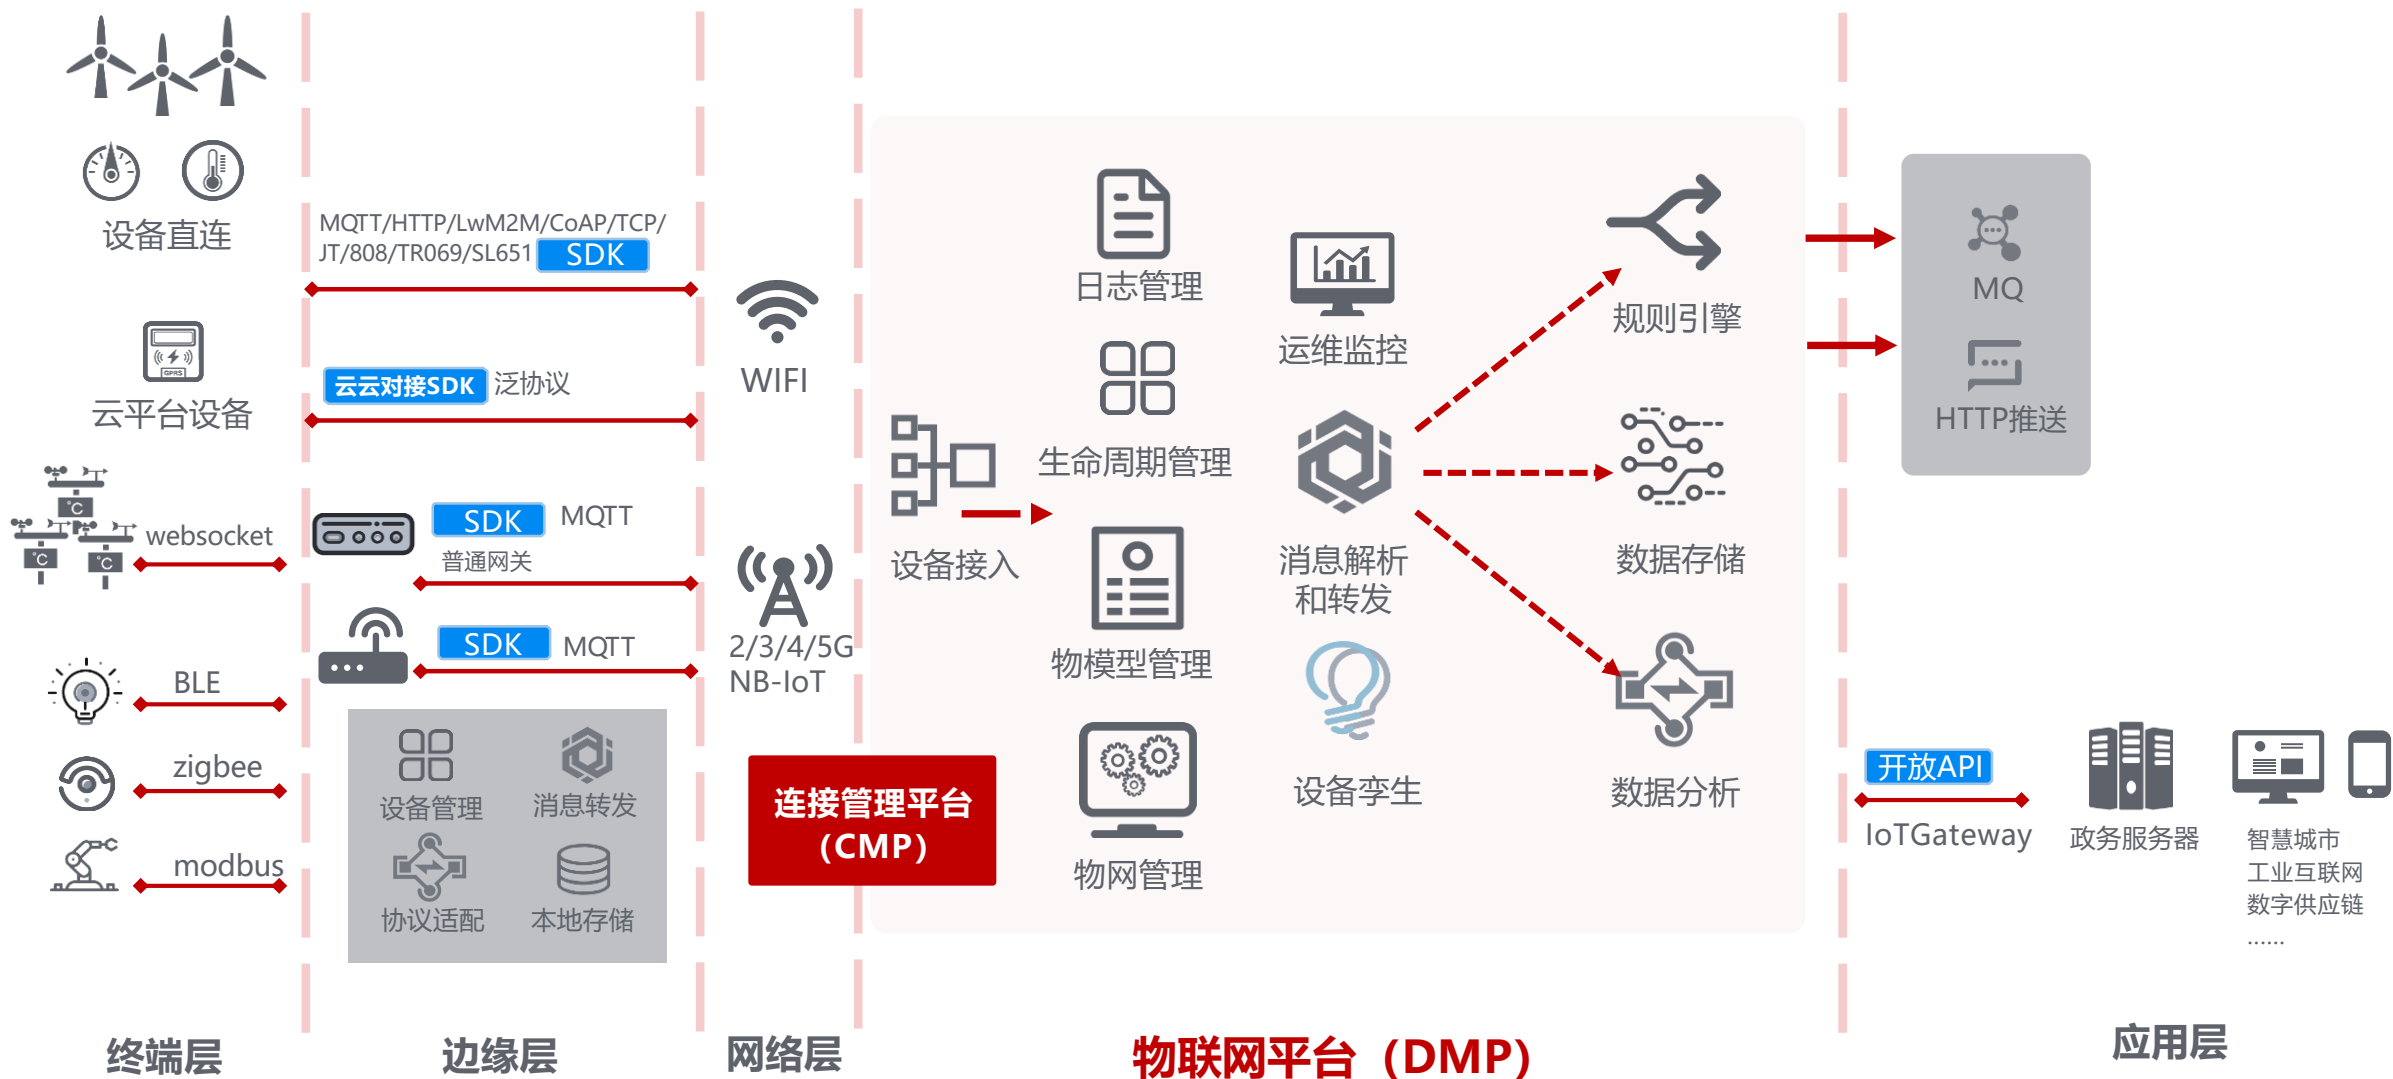 设备直连
云平台设备
websocket
BLE
zigbee
modbus
终端层
MQTT/HTTP/LwM2M/CoAP/TCP/
JT/808/TR069/SL651 SDK
云云对接SDK 泛协议
SDK MQTT
普通网关
SDK MQTT
设备管理
消息转发
协议适配
本地存储
边缘层
WIFI
2/3/4/5G
NB-IoT
连接管理平台
（CMP）
网络层
设备接入
日志管理
生命周期管理
物模型管理
物网管理
运维监控
消息解析
和转发
设备孪生
规则引擎
数据存储
数据分析
物联网平台（DMP）
MQ
HTTP推送
开放API
IoTGateway
政务服务器
智慧城市
工业互联网
数字供应链
……
应用层
℃
℃
℃
GPRS